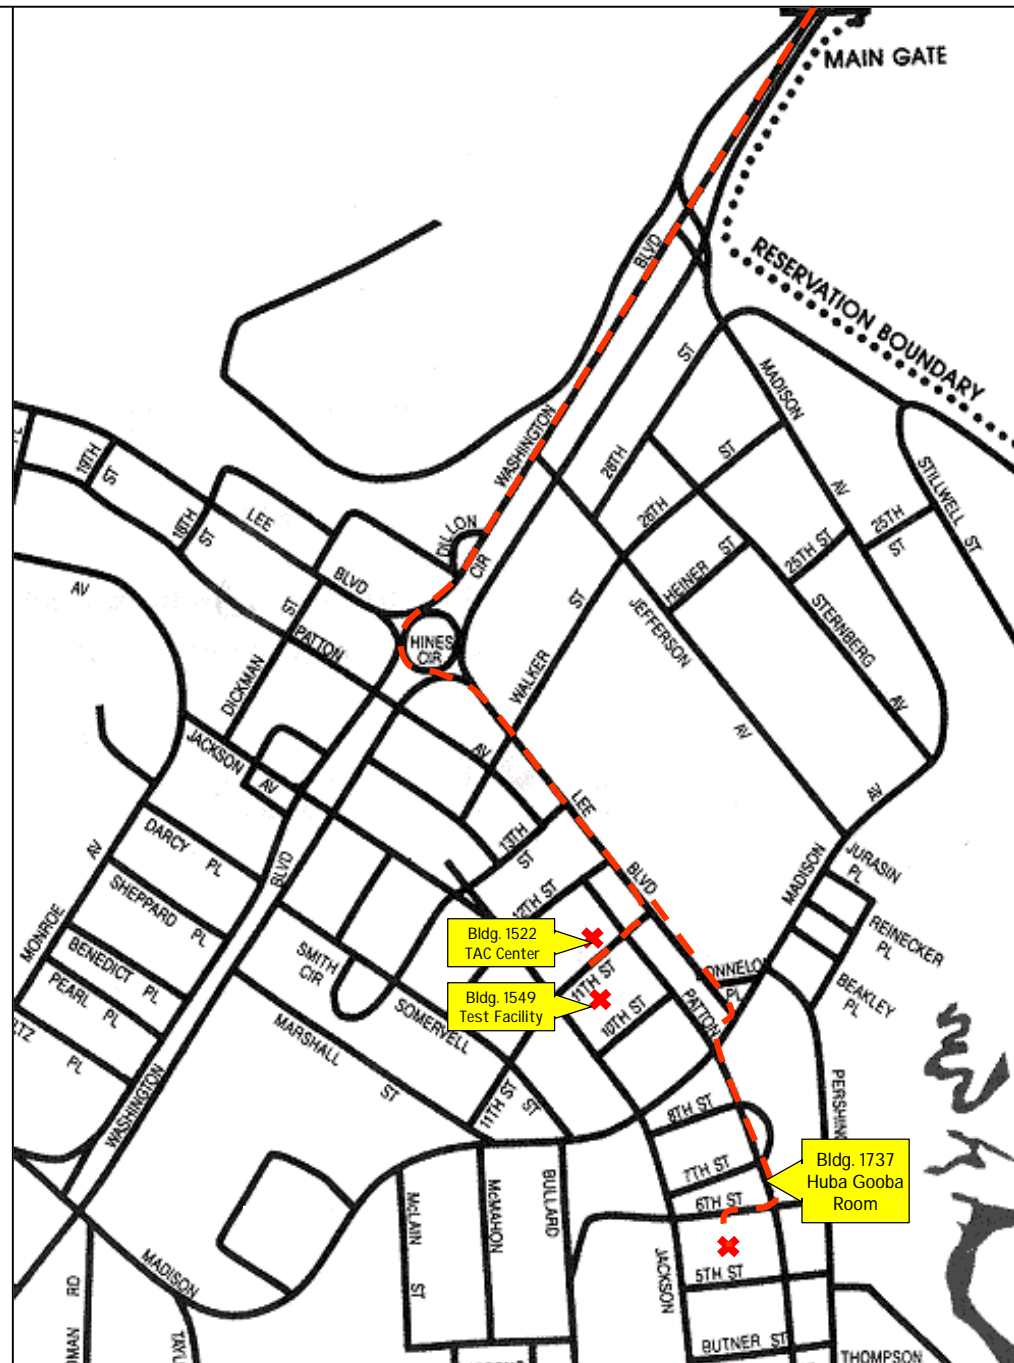 MAIN GATE
BLVD
RESERVATION BOUNDARY
ST
MADISON
WASHINGTON
28TH
ST
26TH
AV
STILLWELL
ST
19TH
ST
18TH
ST
LEE
DILLON
CIR
25TH
ST
25TH ST
HEINER
ST
BLVD
AV
ST
PATTON
HINES
CIR
ST
JEFFERSON
STERNBERG
DICKMAN
WALKER
AV
AV
JACKSON
AV
AV
LEE
AV
DARCY PL
13TH
ST
JURASIN
PL
BLVD
BLVD
MADISON
AV
SHEPPARD PL
12TH ST
REINECKER
PL
MONROE
Bldg. 1522
TAC Center
BENEDICT PL
SMITH
CIR
11TH ST
BEAKLEY
PL
PEARL PL
Bldg. 1549
Test Facility
SOMERVELL
PATTON
PL
10TH ST
PL
MARSHALL
ST
WASHINGTON
11TH ST
ST
8TH ST
Bldg. 1737
Huba Gooba
Room
7TH ST
6TH ST
BULLARD
McMAHON
McLAIN
ST
MADISON
JACKSON
5TH ST
RD
BUTNER ST
THOMPSON